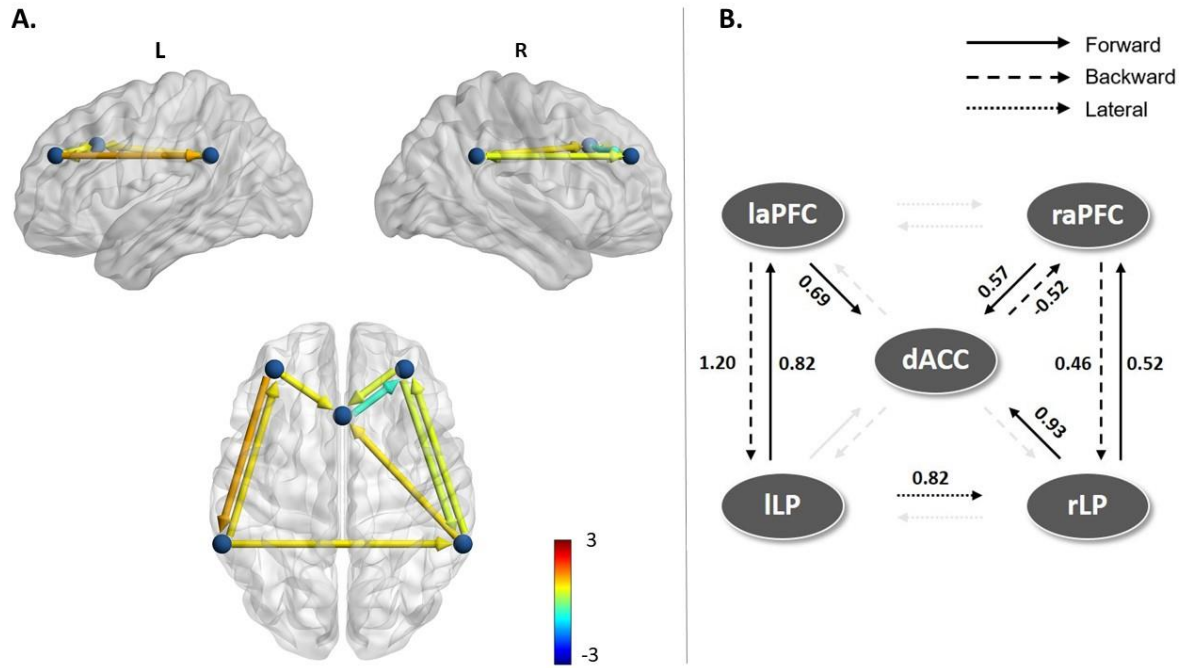 A.
L
R
3
-3
B.
Forward
Backward
Lateral
laPFC
raPFC
0.69
0.57
-0.52
1.20
0.82
dACC
0.46
0.52
0.93
lLP
0.82
rLP